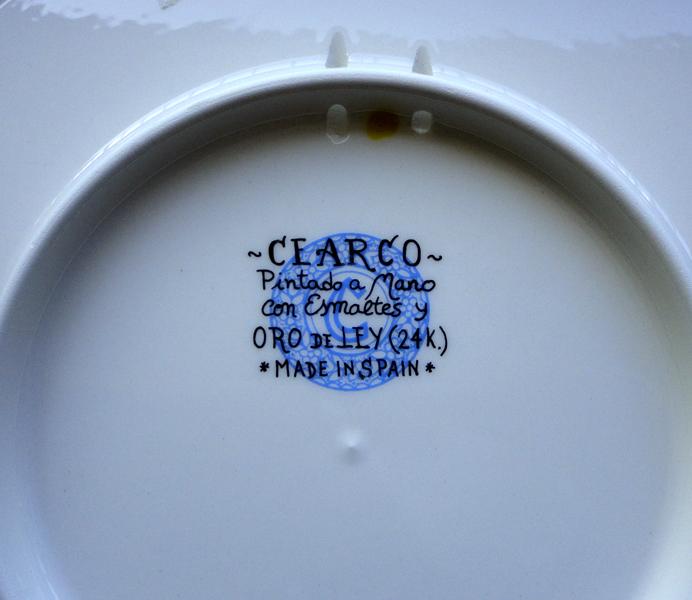 ~CEARCO~
Pintado a Mano
con Esmaltes y
ORO DE LEY (24K.)
*MADE IN SPAIN*